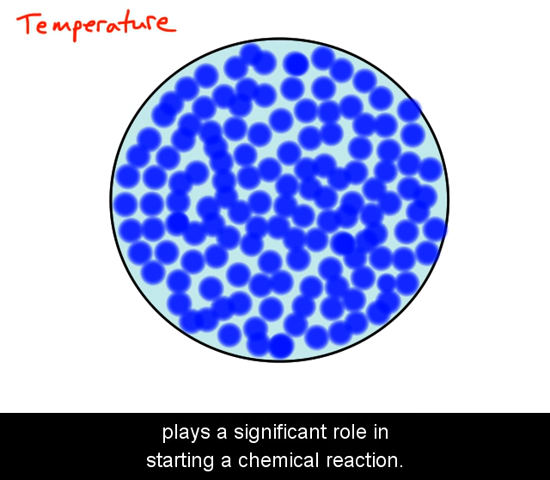 Temperature
plays a significant role in
starting a chemical reaction.